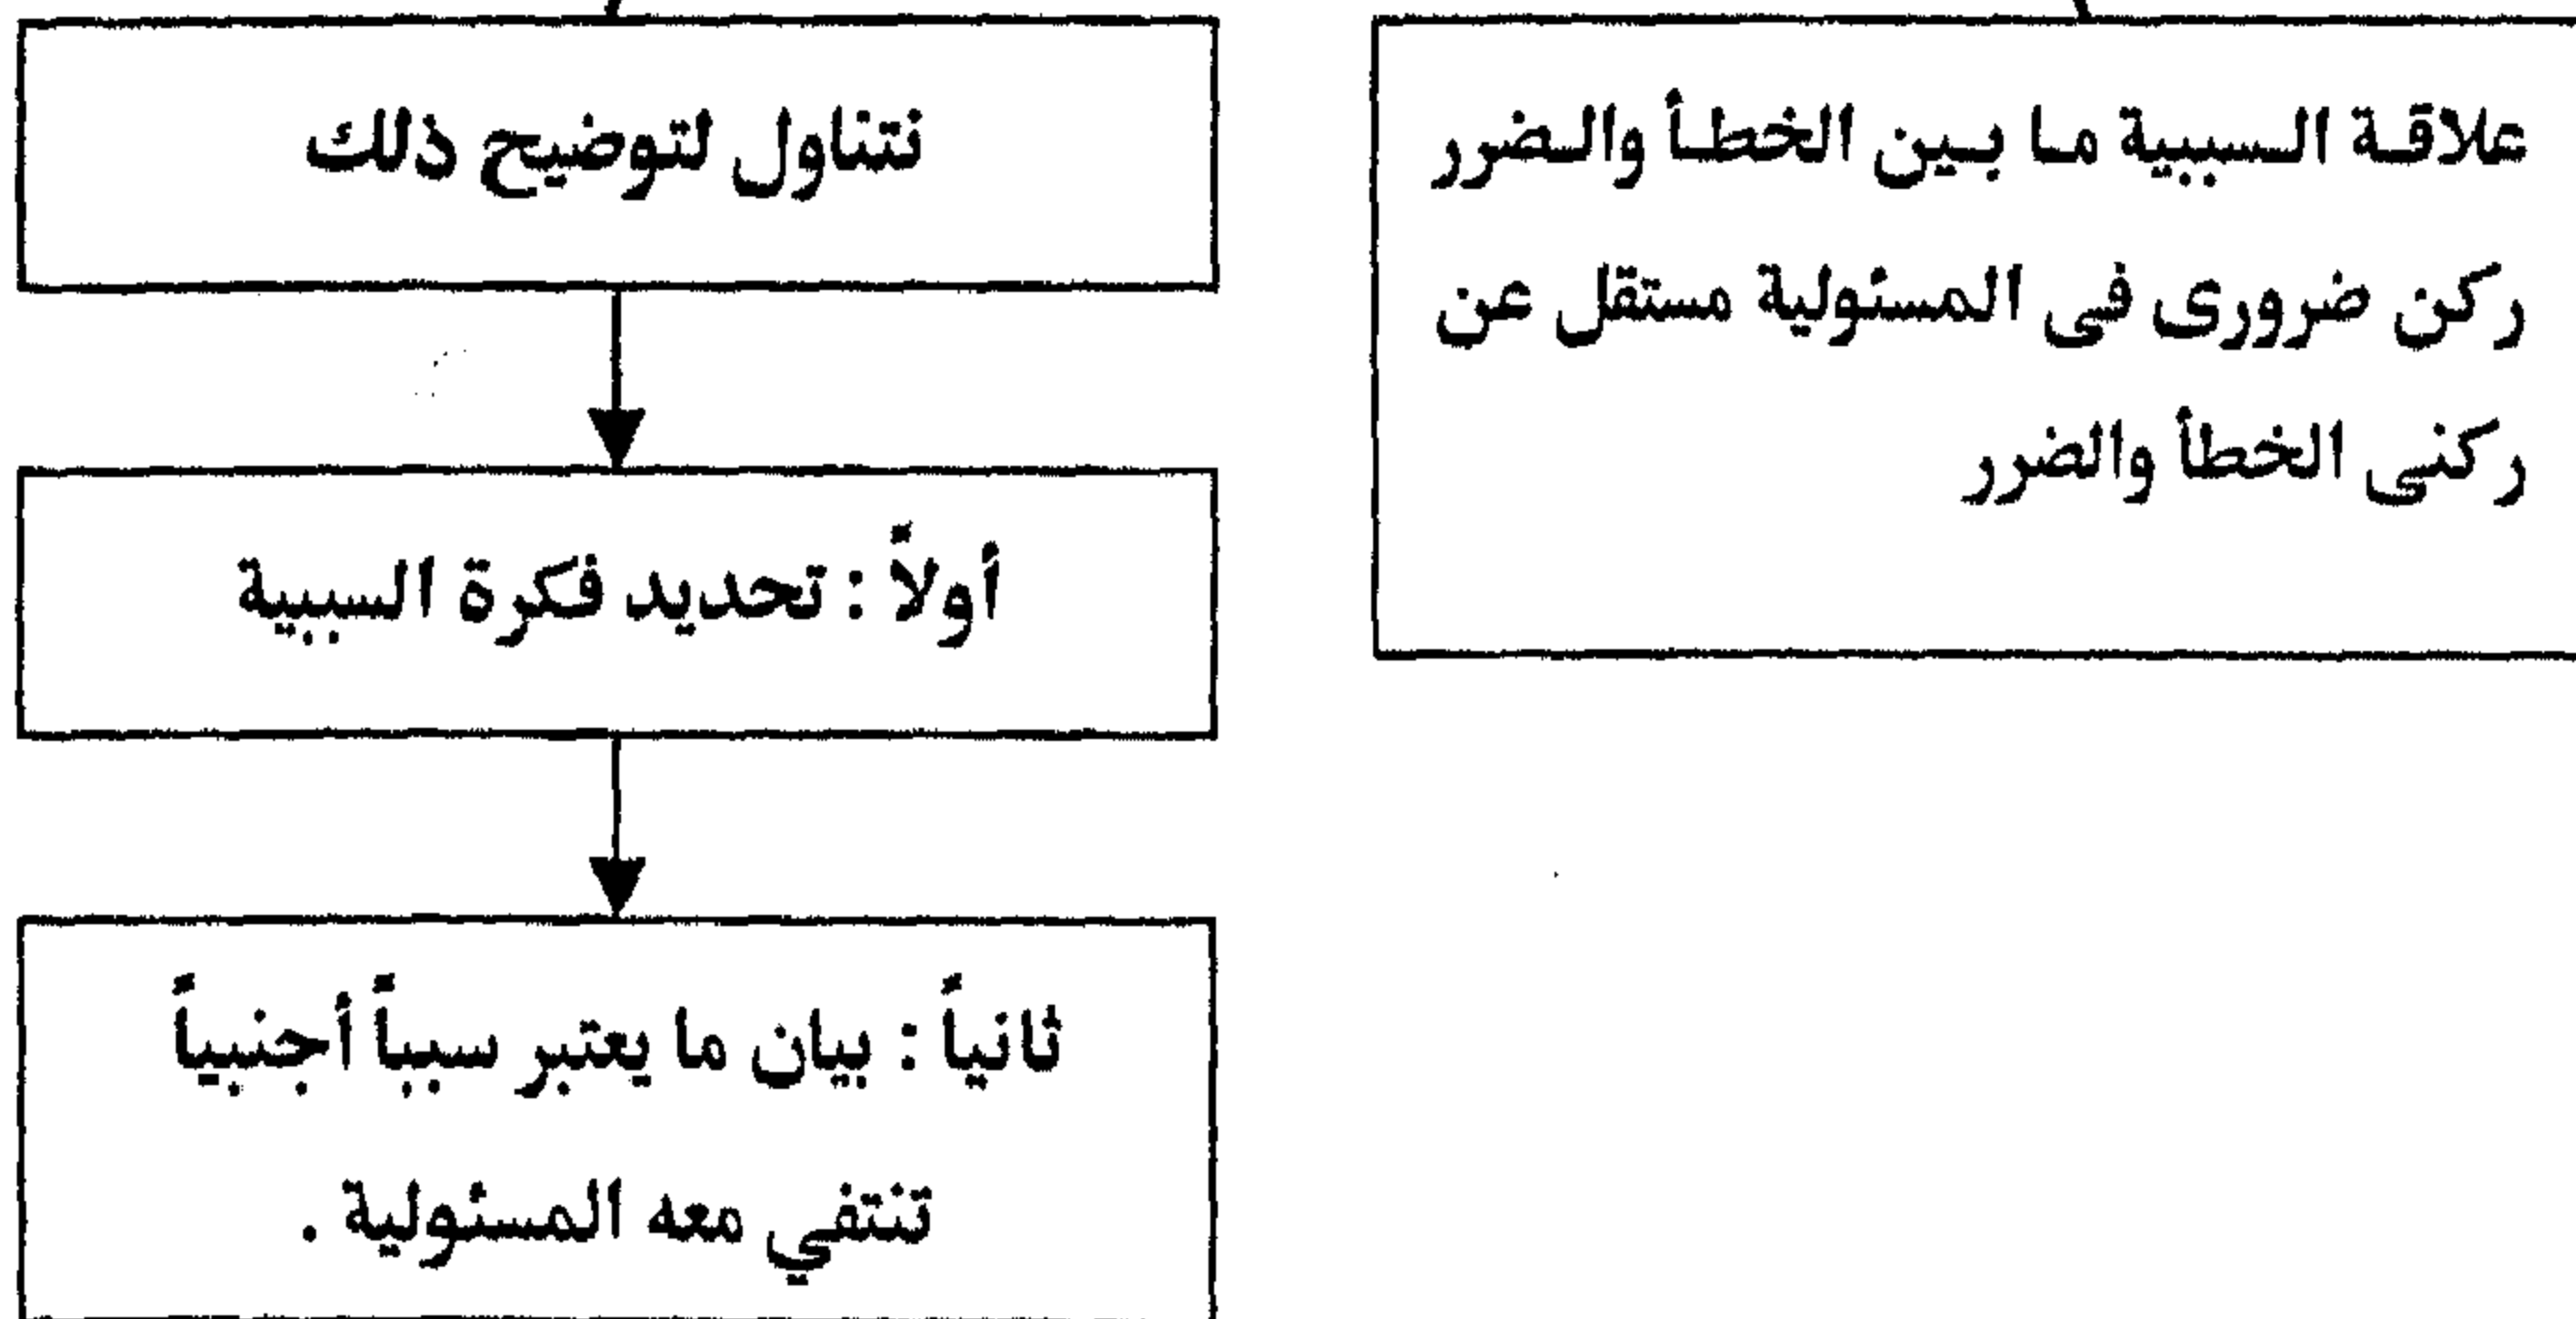 علاقة السببية ما بين الخطأ والضرر
ركن ضرورى فى المسئولية مستقل عن
ركنى الخطأ والضرر
نتناول لتوضيح ذلك
أولاً : تحديد فكرة السببية
ثانياً : بيان ما يعتبر سبباً أجنبياً
تنتفي معه المسئولية .